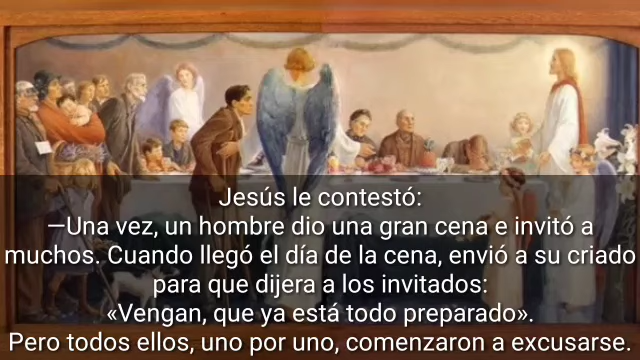 Jesús le contestó:
—Una vez, un hombre dio una gran cena e invitó a
muchos. Cuando llegó el día de la cena, envió a su criado
para que dijera a los invitados:
«Vengan, que ya está todo preparado».
Pero todos ellos, uno por uno, comenzaron a excusarse.